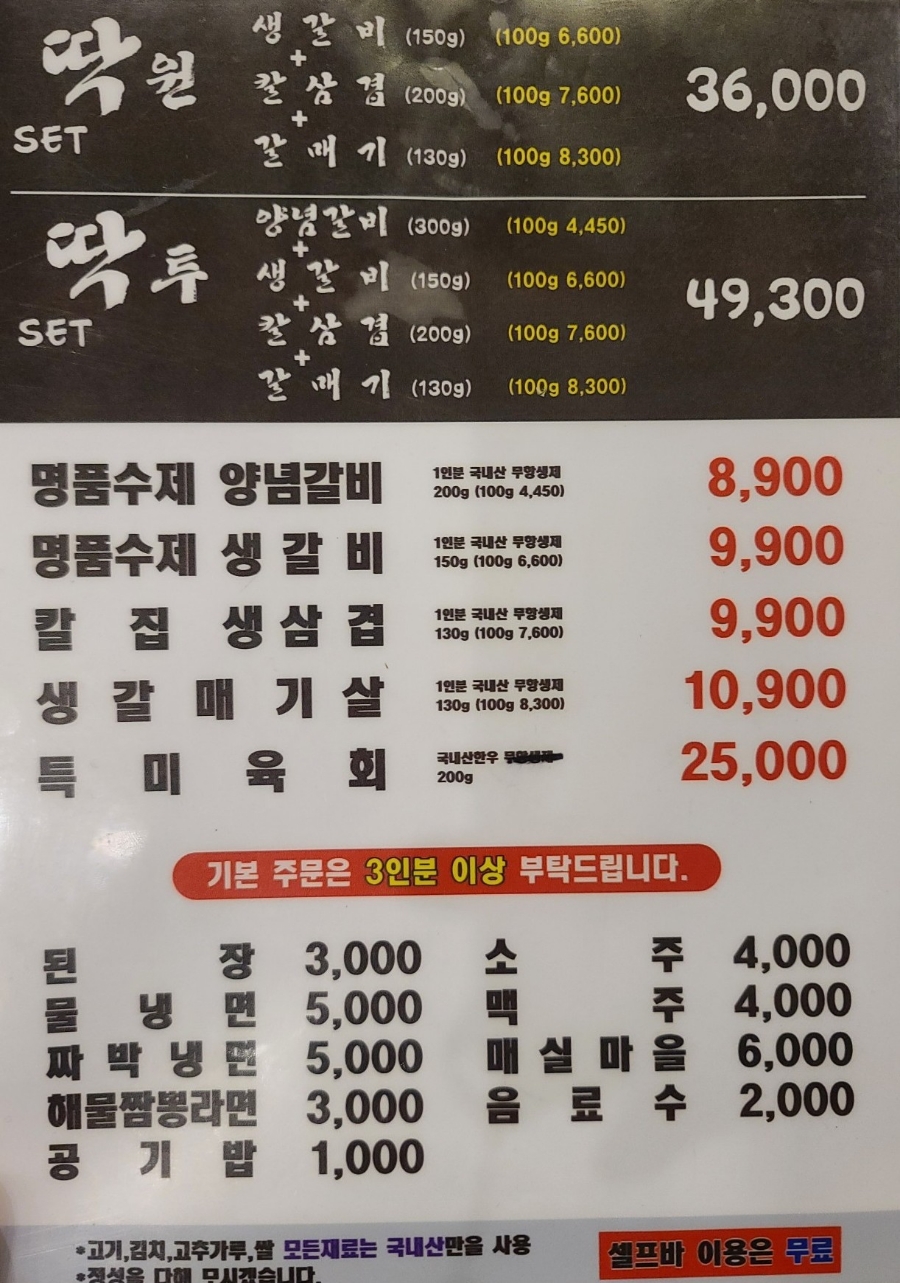 딱원 SET
생갈비 (150g) (100g 6,600)
+
칼삼겹 (200g) (100g 7,600) 36,000
+
갈매기 (130g) (100g 8,300)
딱투 SET
양념갈비 (300g) (100g 4,450)
+
생갈비 (150g) (100g 6,600)
+
칼삼겹 (200g) (100g 7,600)
+
갈매기 (130g) (100g 8,300)
49,300
명품수제 양념갈비 1인분 국내산 무항생제 200g (100g 4,450) 8,900
명품수제 생갈비 1인분 국내산 무항생제 150g (100g 6,600) 9,900
칼집 생삼겹 1인분 국내산 무항생제 130g (100g 7,600) 9,900
생갈매기살 1인분 국내산 무항생제 130g (100g 8,300) 10,900
특미육회 국내산한우 200g 25,000
기본 주문은 3인분 이상 부탁드립니다.
된장 3,000 소주 4,000
물냉면 5,000 맥주 4,000
짜박냉면 5,000 매실마을 6,000
해물짬뽕라면 3,000 음료수 2,000
공기밥 1,000
*고기,김치,고추가루,쌀 모든재료는 국내산만을 사용
*정성을 다해 모시겠습니다.
셀프바 이용은 무료